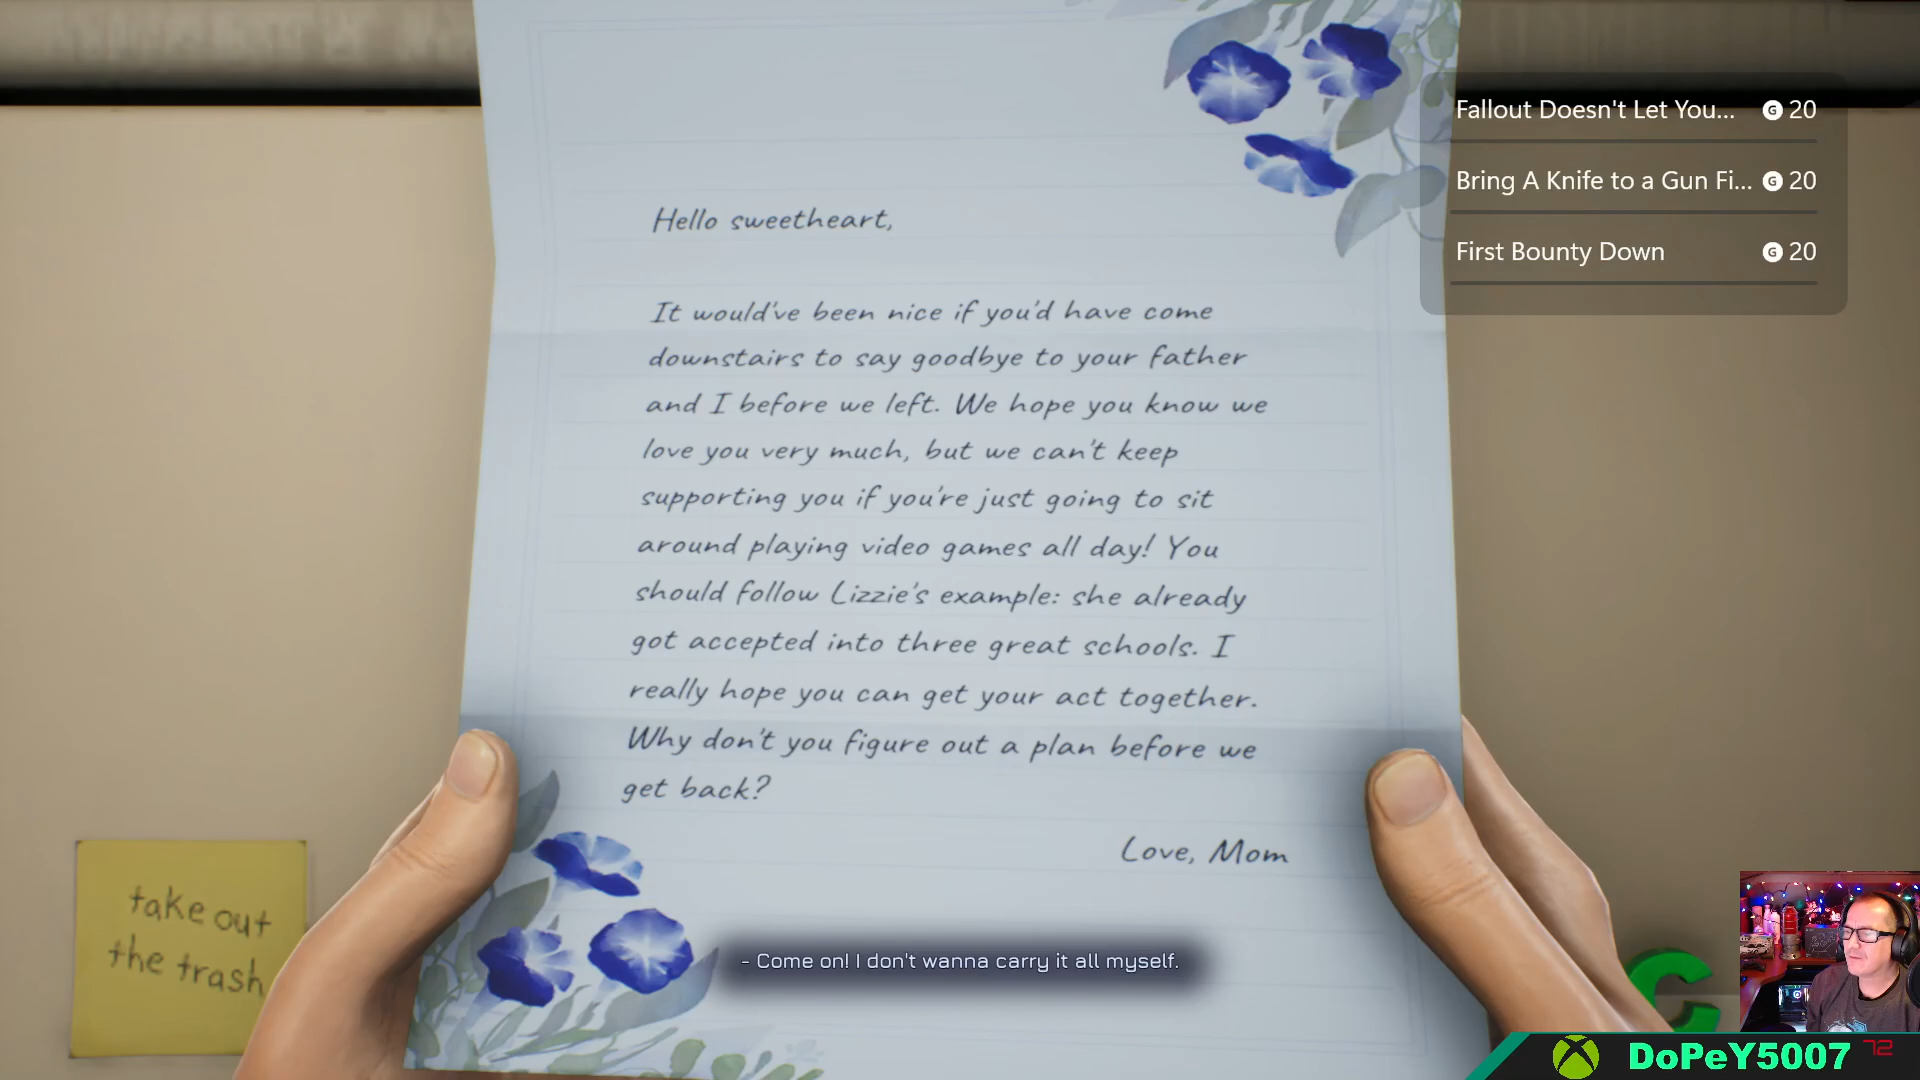 Hello sweetheart,
It would've been nice if you'd have come
downstairs to say goodbye to your father
and I before we left. We hope you know we
love you very much, but we can't keep
supporting you if you're just going to sit
around playing video games all day! You
should follow Lizzie's example: she already
got accepted into three great schools. I
really hope you can get your act together.
Why don't you figure out a plan before we
get back?
Love, Mom
take out
the trash
- Come on! I don't wanna carry it all myself.
Fallout Doesn't Let You... G 20
Bring A Knife to a Gun Fi... G 20
First Bounty Down G 20
C
DoPeY5007 72